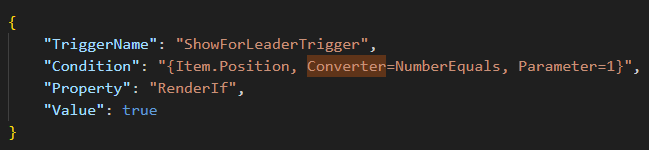 {
"TriggerName": "ShowForLeaderTrigger",
"Condition": "{Item.Position, Converter=NumberEquals, Parameter=1}",
"Property": "RenderIf",
"Value": true
}